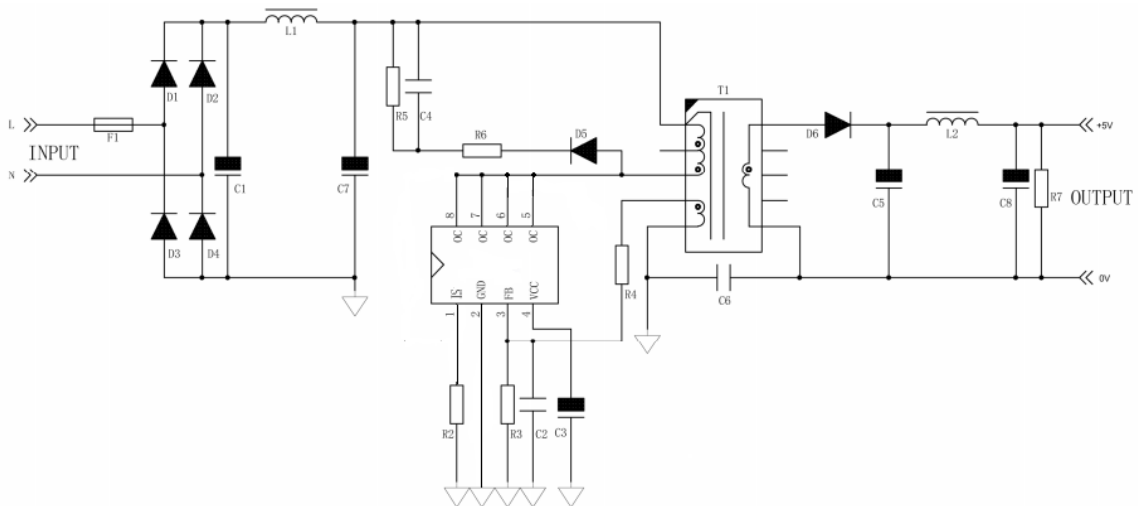 L1
T1
D1
D2
R5
C4
D5
R6
D6
L2
+5V
L
F1
INPUT
N
C1
C7
C5
C8
R7
OUTPUT
8
7
6
5
OC
OC
OC
OC
D3
D4
R4
0V
C6
IS
GND
FB
VCC
1
2
3
4
R2
R3
C2
C3